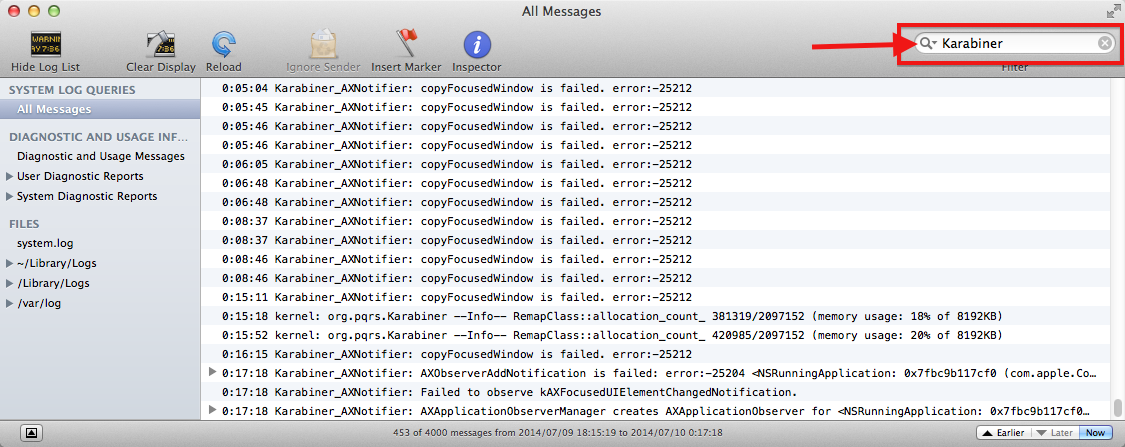 All Messages
WARNIN
AY 7:36
7:36
Karabiner
Hide Log List
Clear Display
Reload
Ignore Sender
Insert Marker
Inspector
Filter
SYSTEM LOG QUERIES
All Messages
DIAGNOSTIC AND USAGE INF...
Diagnostic and Usage Messages
User Diagnostic Reports
System Diagnostic Reports
FILES
system.log
~/Library/Logs
/Library/Logs
/var/log
0:05:04 Karabiner_AXNotifier: copyFocusedWindow is failed. error:-25212
0:05:45 Karabiner_AXNotifier: copyFocusedWindow is failed. error:-25212
0:05:46 Karabiner_AXNotifier: copyFocusedWindow is failed. error:-25212
0:05:46 Karabiner_AXNotifier: copyFocusedWindow is failed. error:-25212
0:06:05 Karabiner_AXNotifier: copyFocusedWindow is failed. error:-25212
0:06:48 Karabiner_AXNotifier: copyFocusedWindow is failed. error:-25212
0:06:48 Karabiner_AXNotifier: copyFocusedWindow is failed. error:-25212
0:08:37 Karabiner_AXNotifier: copyFocusedWindow is failed. error:-25212
0:08:37 Karabiner_AXNotifier: copyFocusedWindow is failed. error:-25212
0:08:46 Karabiner_AXNotifier: copyFocusedWindow is failed. error:-25212
0:08:46 Karabiner_AXNotifier: copyFocusedWindow is failed. error:-25212
0:15:11 Karabiner_AXNotifier: copyFocusedWindow is failed. error:-25212
0:15:18 kernel: org.pqrs.Karabiner --Info-- RemapClass::allocation_count_ 381319/2097152 (memory usage: 18% of 8192KB)
0:15:52 kernel: org.pqrs.Karabiner --Info-- RemapClass::allocation_count_ 420985/2097152 (memory usage: 20% of 8192KB)
0:16:15 Karabiner_AXNotifier: copyFocusedWindow is failed. error:-25212
0:17:18 Karabiner_AXNotifier: AXObserverAddNotification is failed: error:-25204 <NSRunningApplication: 0x7fbc9b117cf0 (com.apple.Co...
0:17:18 Karabiner_AXNotifier: Failed to observe kAXFocusedUIElementChangedNotification.
0:17:18 Karabiner_AXNotifier: AXApplicationObserverManager creates AXApplicationObserver for <NSRunningApplication: 0x7fbc9b117cf0...
453 of 4000 messages from 2014/07/09 18:15:19 to 2014/07/10 0:17:18
Earlier
Later
Now